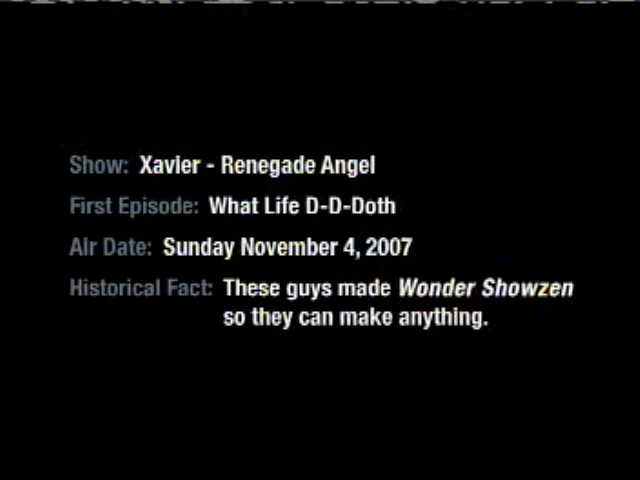 Show: Xavier - Renegade Angel
First Episode: What Life D-D-Doth
Air Date: Sunday November 4, 2007
Historical Fact: These guys made Wonder Showzen
so they can make anything.